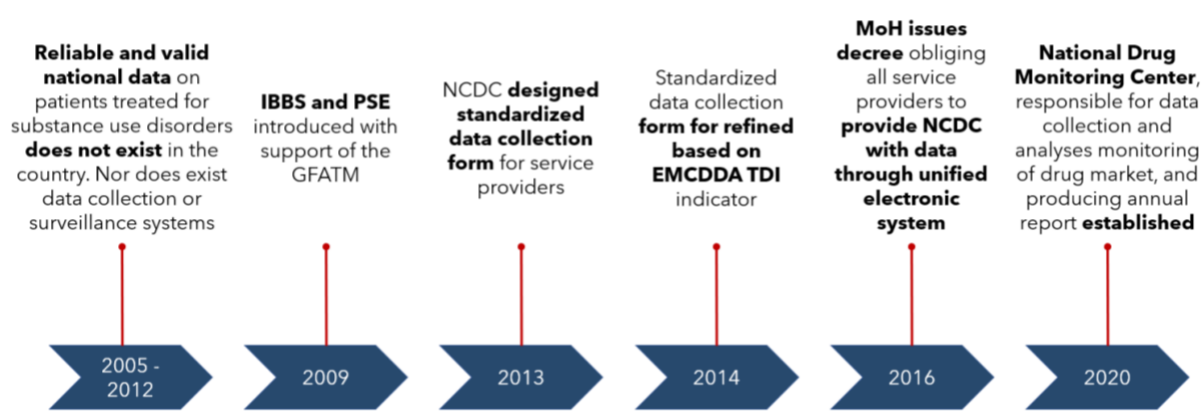 Reliable and valid
national data on
patients treated for
substance use disorders
does not exist in the
country. Nor does exist
data collection or
surveillance systems
2005 -
2012
IBBS and PSE
introduced with
support of the
GFATM
2009
NCDC designed
standardized
data collection
form for service
providers
2013
Standardized
data collection
form for refined
based on
EMCDDA TDI
indicator
2014
MoH issues
decree obliging
all service
providers to
provide NCDC
with data
through unified
electronic
system
2016
National Drug
Monitoring Center,
responsible for data
collection and
analyses monitoring
of drug market, and
producing annual
report established
2020